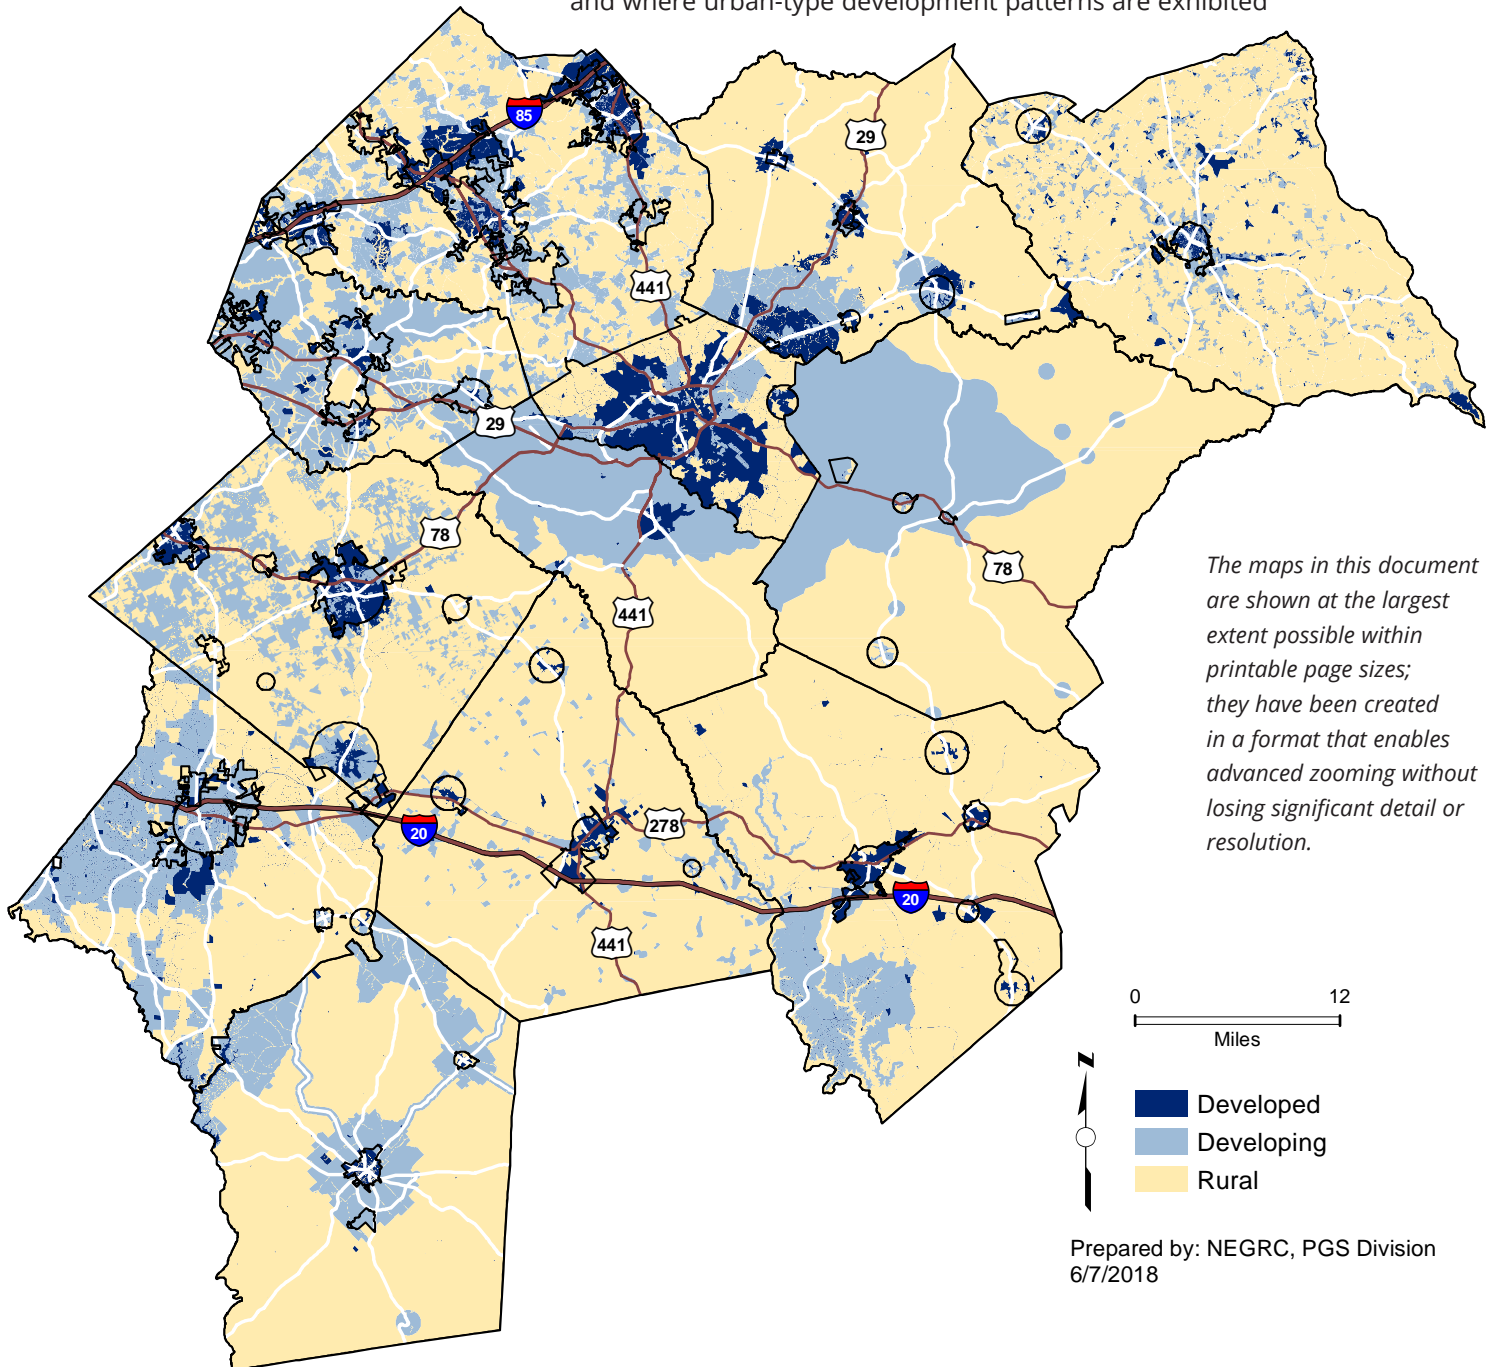 and where urban-type development patterns are exhibited
85
29
441
29
78
441
78
278
20
20
441
The maps in this document
are shown at the largest
extent possible within
printable page sizes;
they have been created
in a format that enables
advanced zooming without
losing significant detail or
resolution.
0 12
Miles
N
Developed
Developing
Rural
Prepared by: NEGRC, PGS Division
6/7/2018